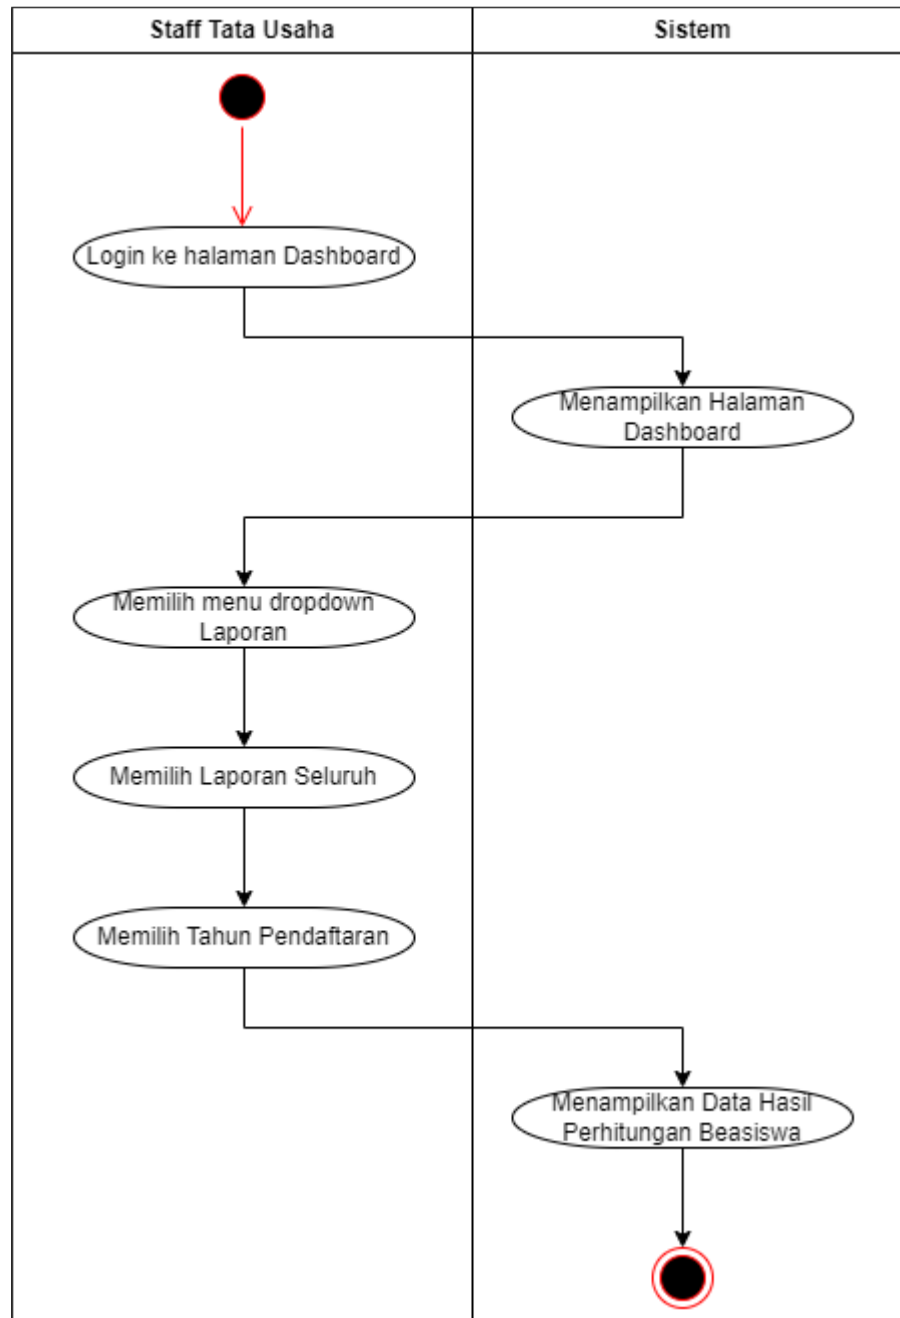 Staff Tata Usaha
Sistem
Login ke halaman Dashboard
Menampilkan Halaman
Dashboard
Memilih menu dropdown
Laporan
Memilih Laporan Seluruh
Memilih Tahun Pendaftaran
Menampilkan Data Hasil
Perhitungan Beasiswa